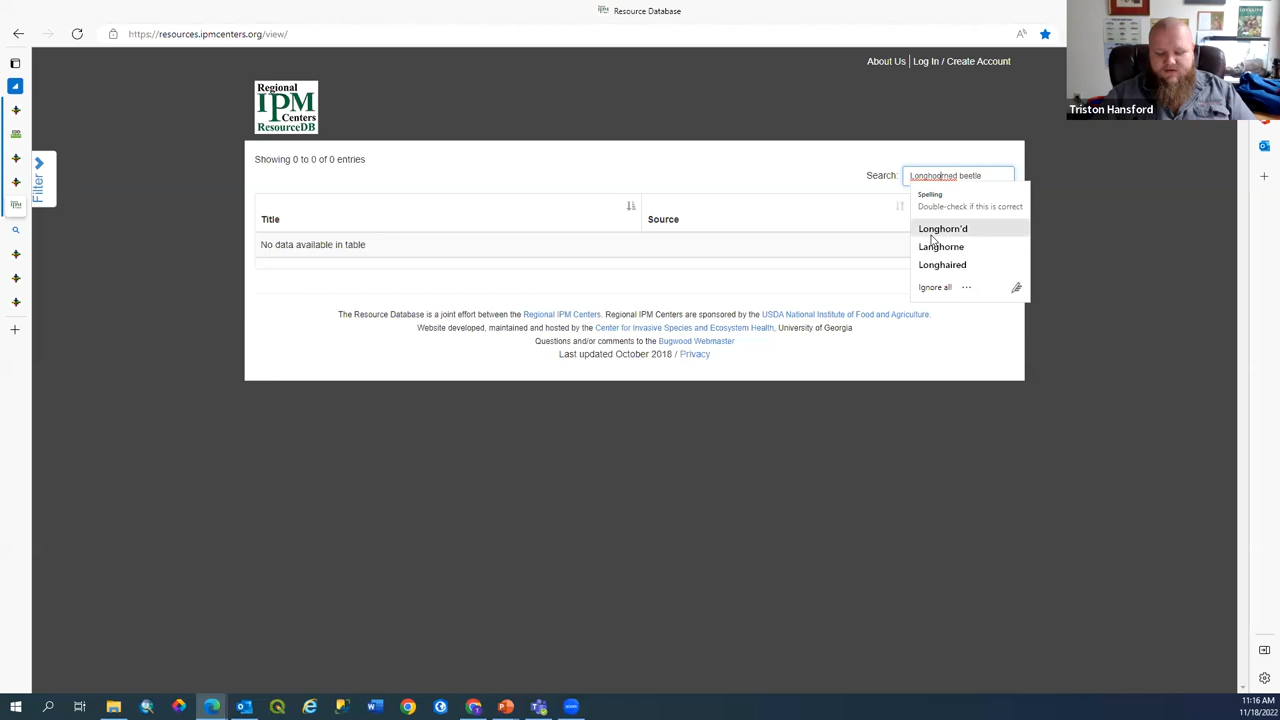 Resource Database
https://resources.ipmcenters.org/view/
About Us | Log In / Create Account
Triston Hansford
Regional
IPM
Centers
ResourceDB
Filter
Showing 0 to 0 of 0 entries
Search: Longhoorned beetle
Spelling
Double-check if this is correct
Longhorn'd
Langhorne
Longhaired
Ignore all ...
Title
Source
No data available in table
The Resource Database is a joint effort between the Regional IPM Centers. Regional IPM Centers are sponsored by the USDA National Institute of Food and Agriculture.
Website developed, maintained and hosted by the Center for Invasive Species and Ecosystem Health, University of Georgia
Questions and/or comments to the Bugwood Webmaster
Last updated October 2018 / Privacy
11:16 AM
11/18/2022